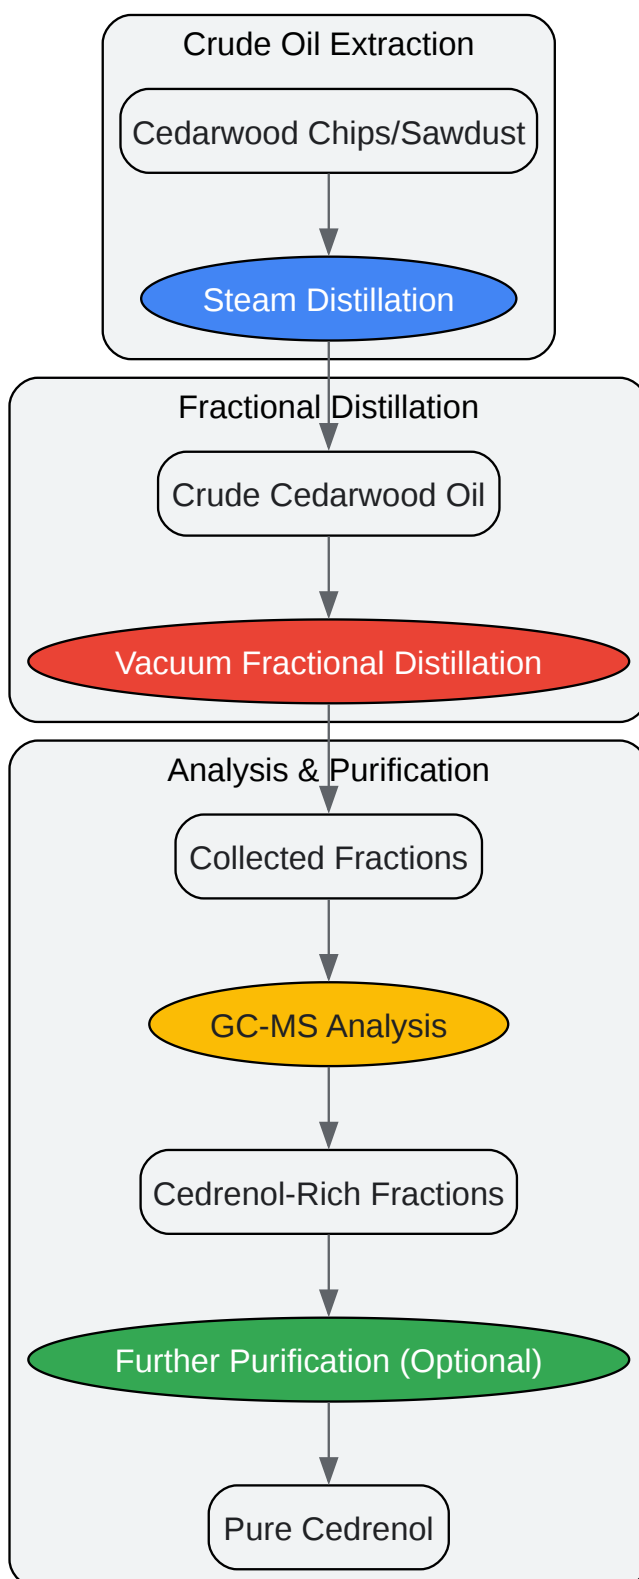 Crude Oil Extraction
Cedarwood Chips/Sawdust
Steam Distillation
Fractional Distillation
Crude Cedarwood Oil
Vacuum Fractional Distillation
Analysis & Purification
Collected Fractions
GC-MS Analysis
Cedrenol-Rich Fractions
Further Purification (Optional)
Pure Cedrenol